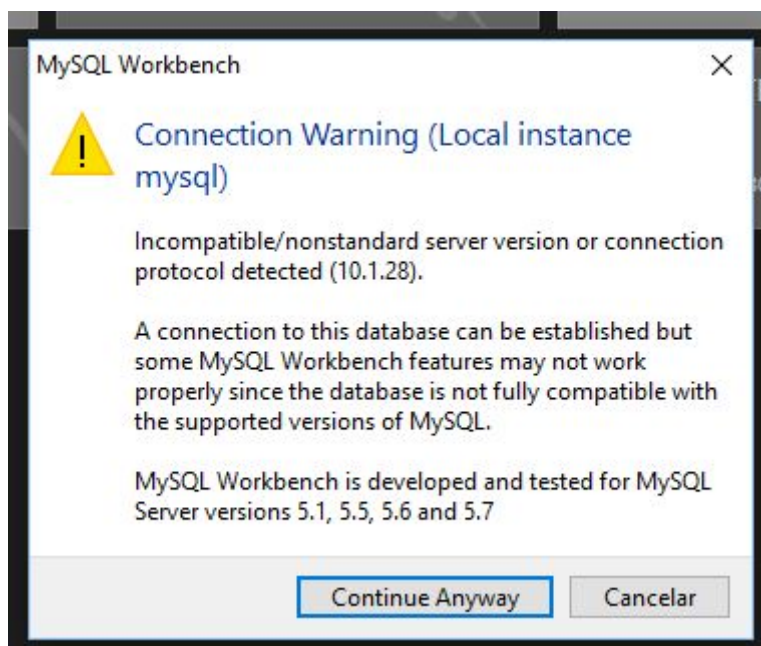 MySQL Workbench
Connection Warning (Local instance
mysql)
Incompatible/nonstandard server version or connection
protocol detected (10.1.28).
A connection to this database can be established but
some MySQL Workbench features may not work
properly since the database is not fully compatible with
the supported versions of MySQL.
MySQL Workbench is developed and tested for MySQL
Server versions 5.1, 5.5, 5.6 and 5.7
Continue Anyway
Cancelar